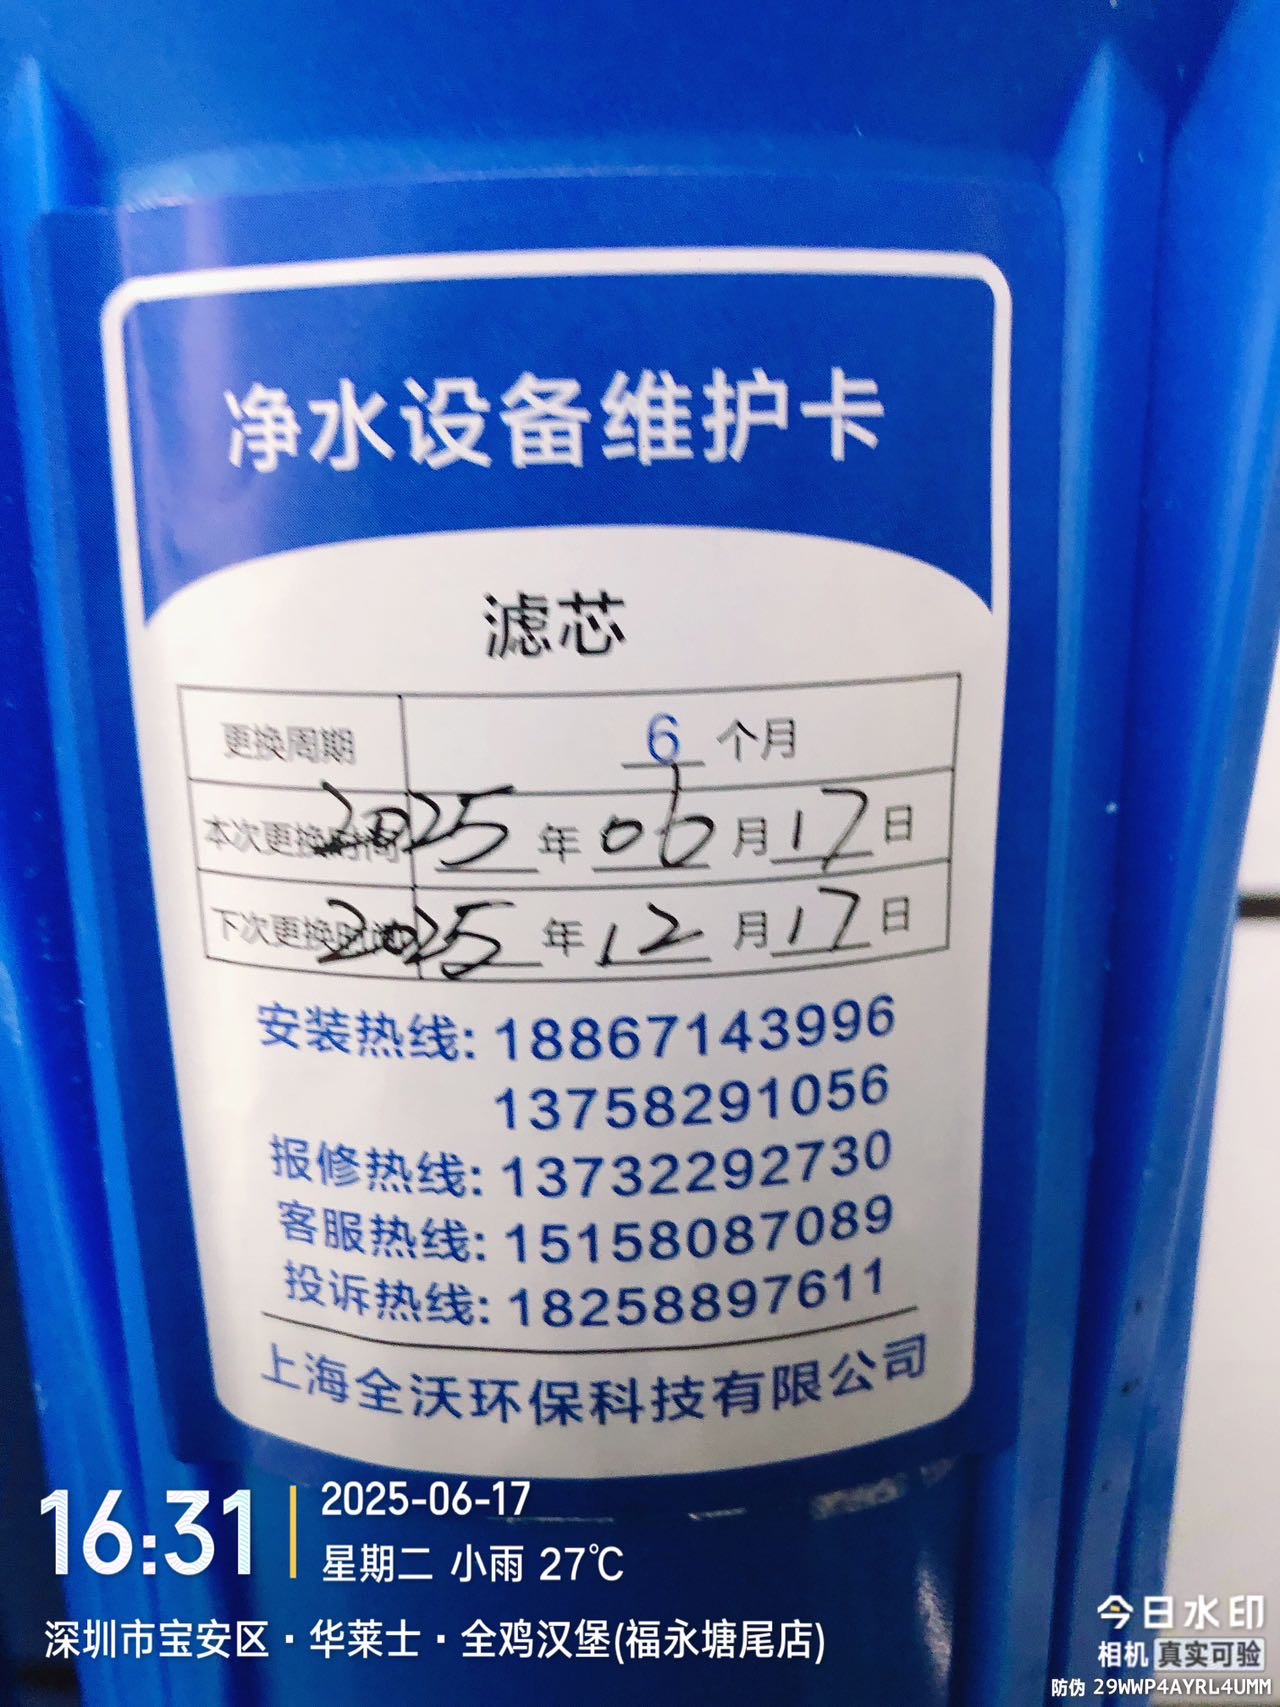 净水设备维护卡
滤芯
更换周期 6 个月
本次更换时间 2025 年 06 月 17 日
下次更换时间 2025 年 12 月 17 日
安装热线: 18867143996
13758291056
报修热线: 13732292730
客服热线: 15158087089
投诉热线: 18258897611
上海全沃环保科技有限公司
16:31
2025-06-17
星期二 小雨 27℃
深圳市宝安区·华莱士·全鸡汉堡(福永塘尾店)
今日水印
相机 真实可验
防伪 29WWP4AYRL4UMM